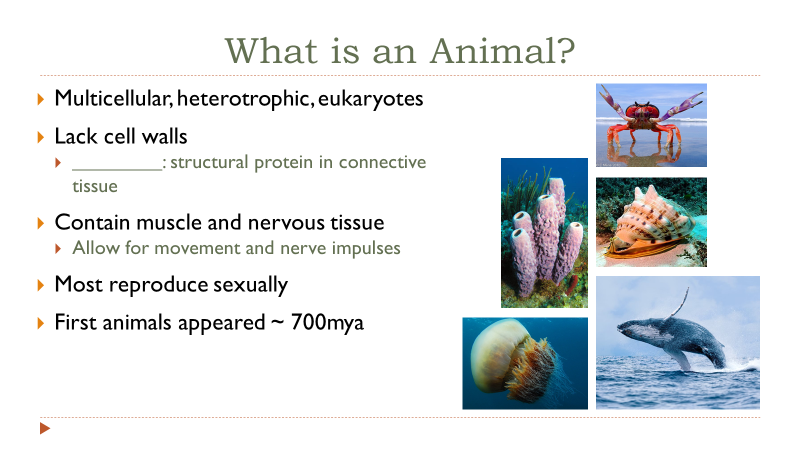 What is an Animal?
Multicellular, heterotrophic, eukaryotes
Lack cell walls
_________: structural protein in connective
tissue
Contain muscle and nervous tissue
Allow for movement and nerve impulses
Most reproduce sexually
First animals appeared ~ 700mya